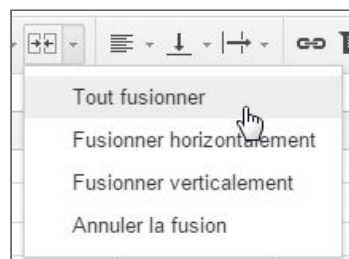 Tout fusionner
Fusionner horizontalement
Fusionner verticalement
Annuler la fusion